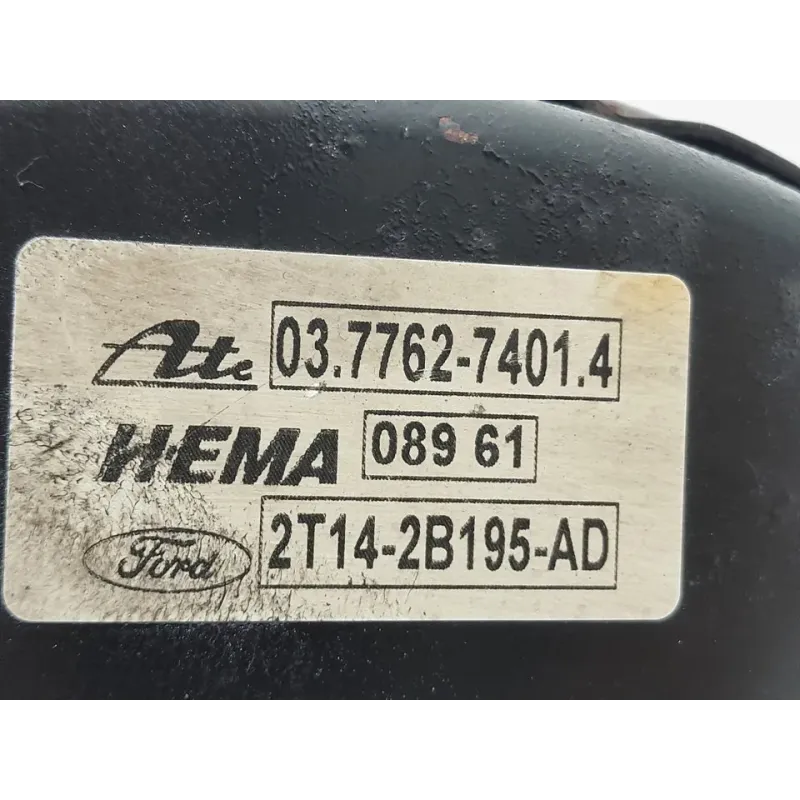 Ate 03.7762-7401.4
HEMA 089 61
Ford 2T14-2B195-AD